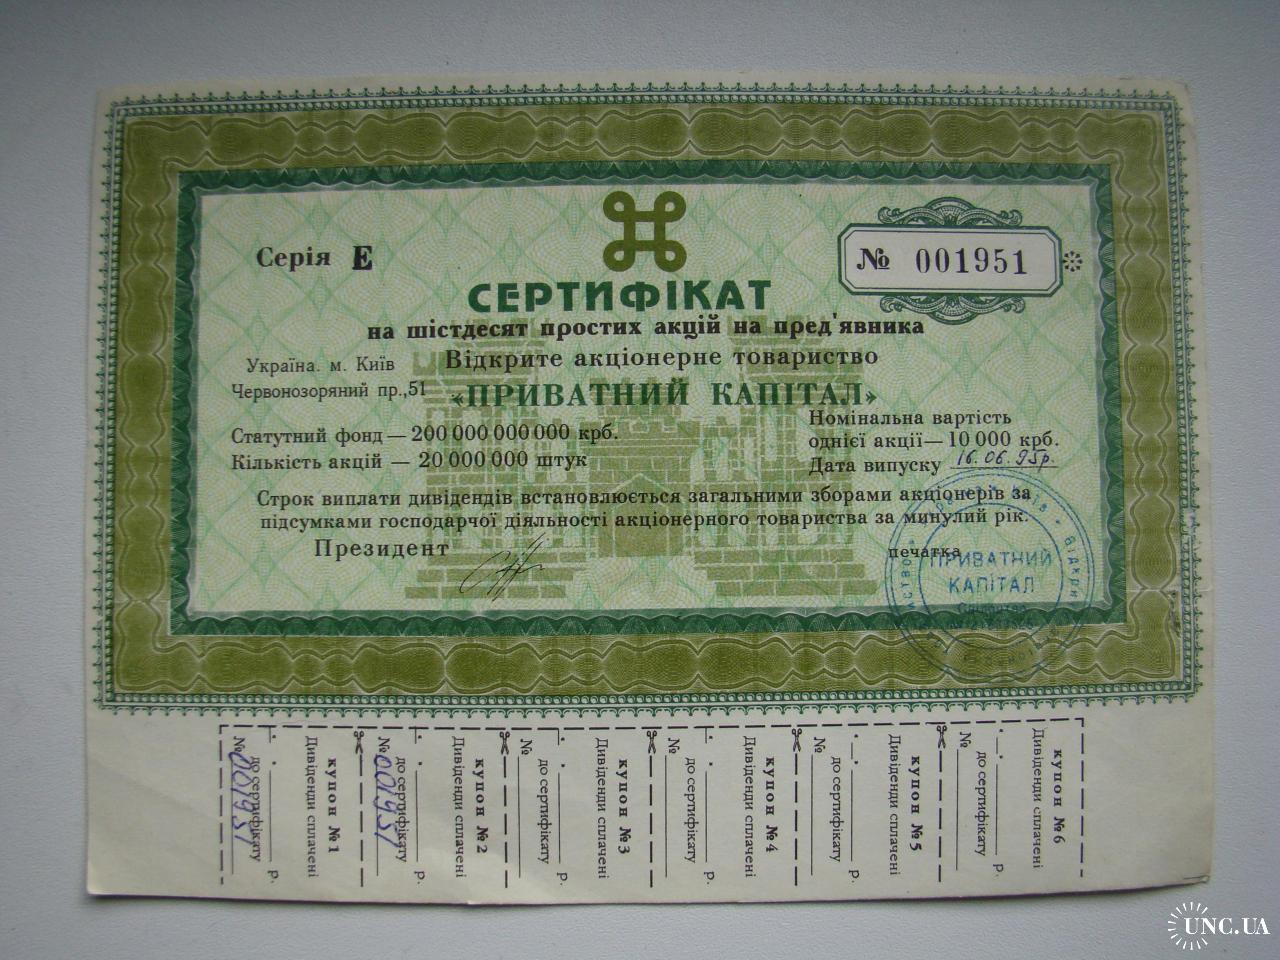 Серія Е
№ 001951
СЕРТИФІКАТ
на шістдесят простих акцій на пред'явника
Україна. м. Київ
Відкрите акціонерне товариство
Червонозоряний пр.,51
«ПРИВАТНИЙ КАПІТАЛ»
Статутний фонд — 200 000 000 000 крб.
Кількість акцій — 20 000 000 штук
Номінальна вартість
однієї акції— 10 000 крб.
Дата випуску 16.06.95р.
Строк виплати дивідендів встановлюється загальними зборами акціонерів за
підсумками господарчої діяльності акціонерного товариства за минулий рік.
Президент
печатка
ПРИВАТНИЙ
КАПІТАЛ
купон № 1
Дивіденди сплачені
р.
до сертифікату
№ 001951
купон № 2
Дивіденди сплачені
р.
до сертифікату
№ 001951
купон № 3
Дивіденди сплачені
р.
до сертифікату
№
купон № 4
Дивіденди сплачені
р.
до сертифікату
№
купон № 5
Дивіденди сплачені
р.
до сертифікату
№
купон № 6
Дивіденди сплачені
р.
до сертифікату
№
UNC.UA